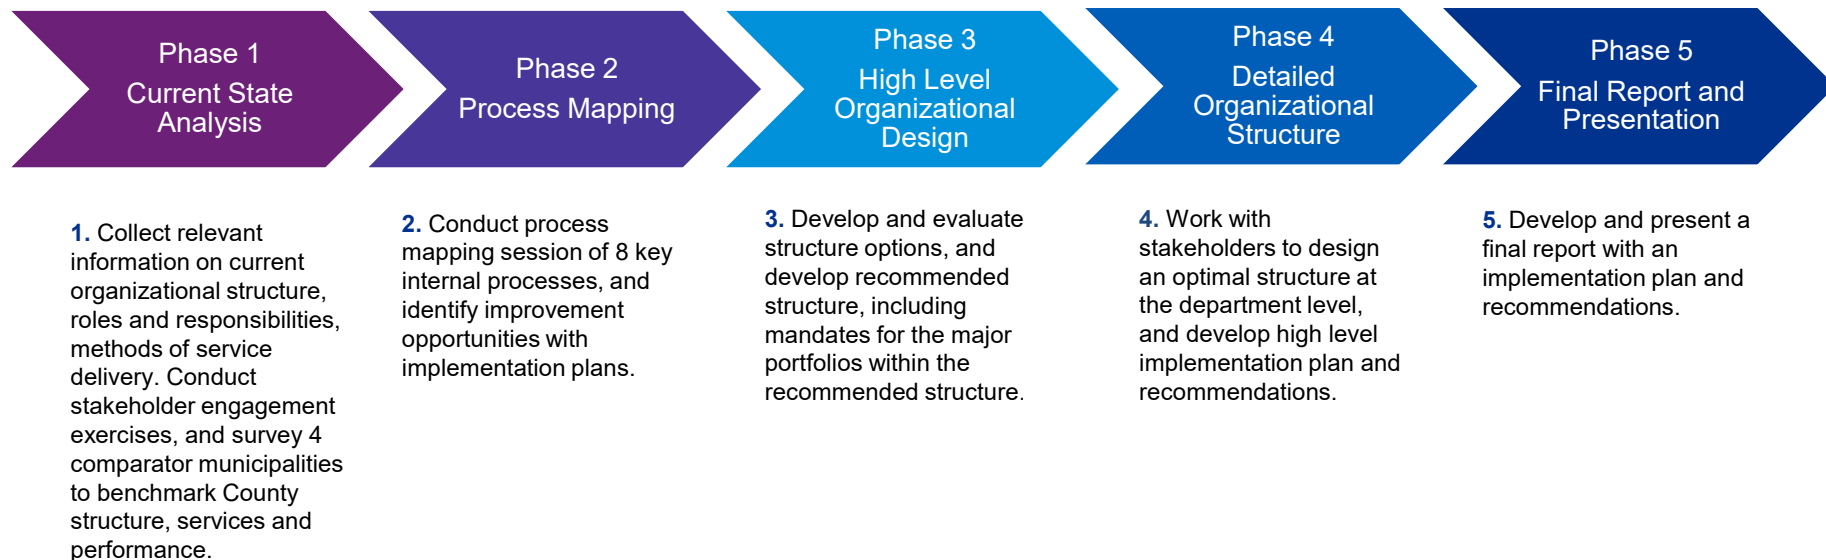 Phase 1
Current State
Analysis
Phase 2
Process Mapping
Phase 3
High Level
Organizational
Design
Phase 4
Detailed
Organizational
Structure
Phase 5
Final Report and
Presentation
1. Collect relevant
information on current
organizational structure,
roles and responsibilities,
methods of service
delivery. Conduct
stakeholder engagement
exercises, and survey 4
comparator municipalities
to benchmark County
structure, services and
performance.
2. Conduct process
mapping session of 8 key
internal processes, and
identify improvement
opportunities with
implementation plans.
3. Develop and evaluate
structure options, and
develop recommended
structure, including
mandates for the major
portfolios within the
recommended structure.
4. Work with
stakeholders to design
an optimal structure at
the department level,
and develop high level
implementation plan and
recommendations.
5. Develop and present a
final report with an
implementation plan and
recommendations.